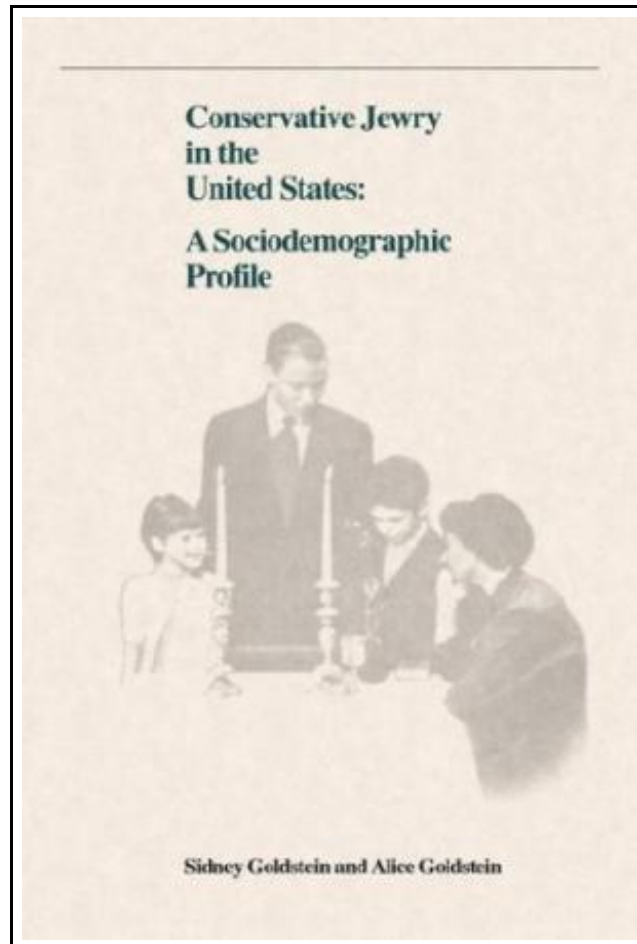 Conservative Jewry
in the
United States:
A Sociodemographic
Profile
Sidney Goldstein and Alice Goldstein